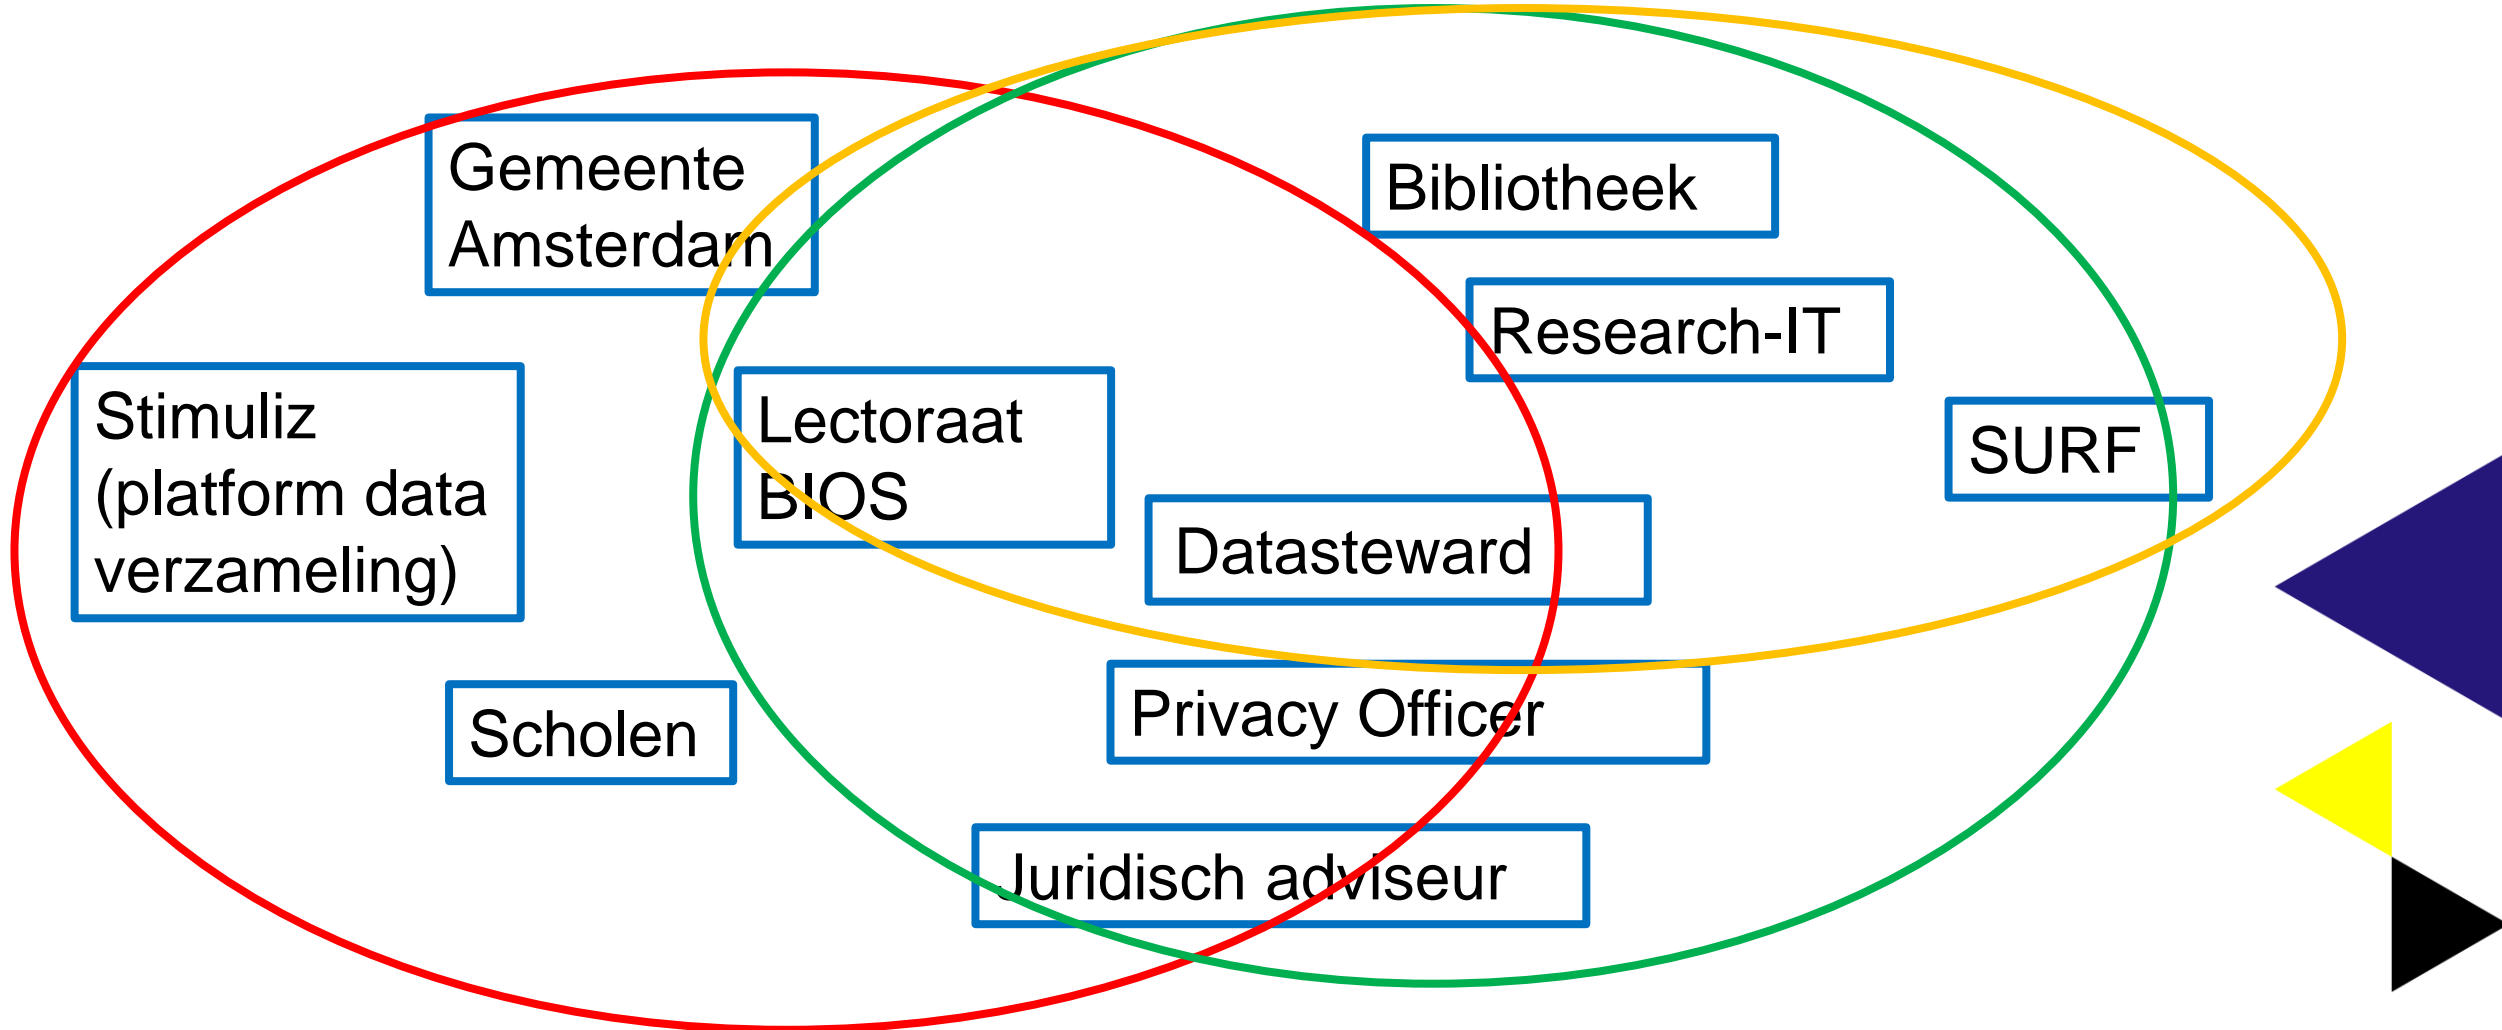 Gemeente
Amsterdam
Bibliotheek
Research-IT
Stimuliz
(platform data
verzameling)
Lectoraat
BIOS
SURF
Datasteward
Scholen
Privacy Officer
Juridisch adviseur